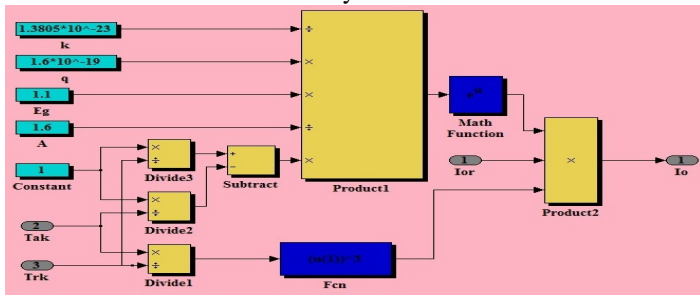 y
1.3805*10^-23
÷
k
1.6*10^-19
×
q
1.1
×
Eg
1.6
÷
A
1
×
÷
+
−
×
Constant
Divide3
Subtract
Product1
e^u
Math
Function
1
Ior
×
Product2
1
Io
2
Tak
×
÷
Divide2
3
Trk
×
÷
Divide1
(u(1))^3
Fcn